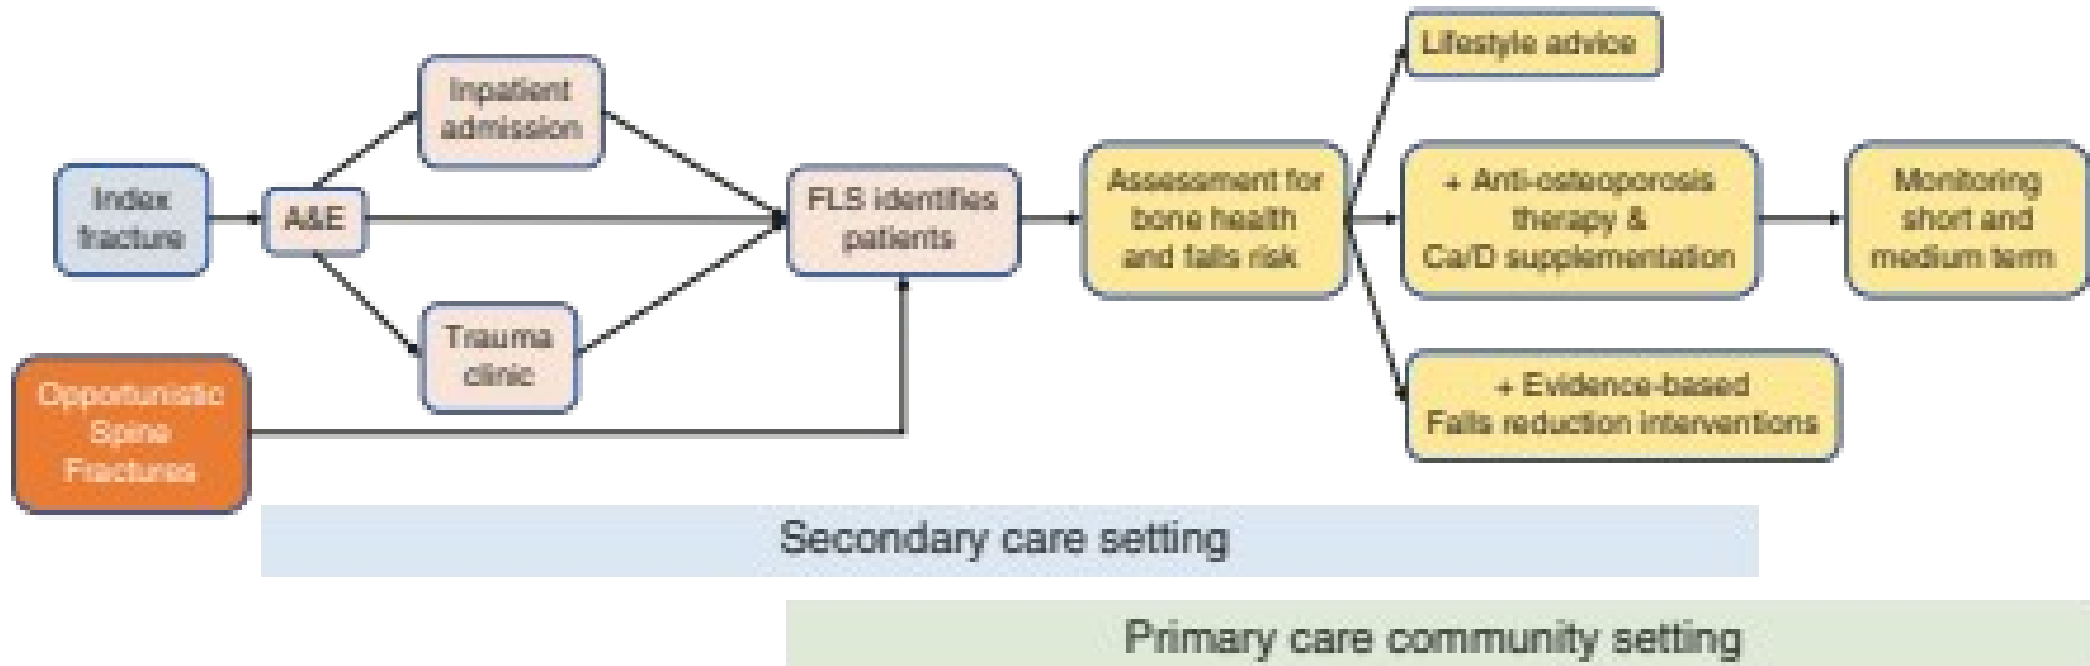 Index
fracture
A&E
Inpatient
admission
Trauma
clinic
Opportunistic
Spine
Fractures
FLS identifies
patients
Assessment for
bone health
and falls risk
Lifestyle advice
+ Anti-osteoporosis
therapy &
Ca/D supplementation
+ Evidence-based
Falls reduction interventions
Monitoring
short and
medium term
Secondary care setting
Primary care community setting